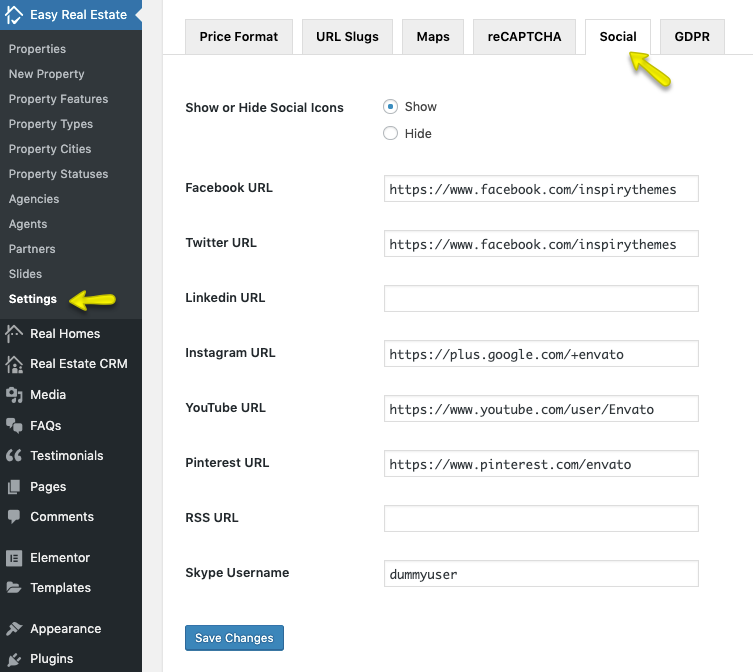 Easy Real Estate
Properties
New Property
Property Features
Property Types
Property Cities
Property Statuses
Agencies
Agents
Partners
Slides
Settings
Real Homes
Real Estate CRM
Media
FAQs
Testimonials
Pages
Comments
Elementor
Templates
Appearance
Plugins
Price Format URL Slugs Maps reCAPTCHA Social GDPR
Show or Hide Social Icons Show
Hide
Facebook URL https://www.facebook.com/inspirythemes
Twitter URL https://www.facebook.com/inspirythemes
Linkedin URL
Instagram URL https://plus.google.com/+envato
YouTube URL https://www.youtube.com/user/Envato
Pinterest URL https://www.pinterest.com/envato
RSS URL
Skype Username dummyuser
Save Changes